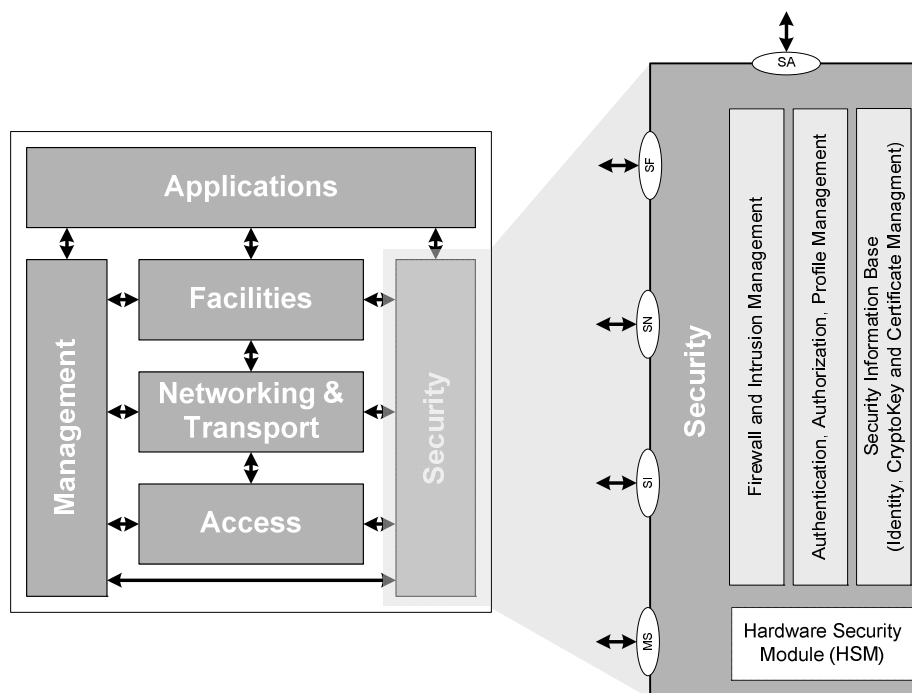 Applications
Facilities
Networking &
Transport
Access
Management
Security
SA
SF
SN
SI
MS
Security
Firewall and Intrusion Management
Authentication, Authorization, Profile Management
Security Information Base
(Identity, CryptoKey and Certificate Managment)
Hardware Security
Module (HSM)